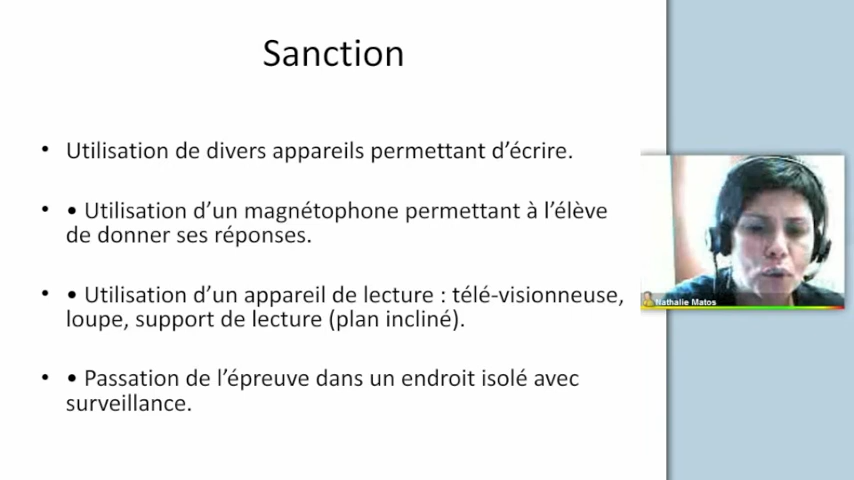 Sanction
• Utilisation de divers appareils permettant d’écrire.
• • Utilisation d’un magnétophone permettant à l’élève
de donner ses réponses.
• • Utilisation d’un appareil de lecture : télé-visionneuse,
loupe, support de lecture (plan incliné).
• • Passation de l’épreuve dans un endroit isolé avec
surveillance.
Nathalie Matos